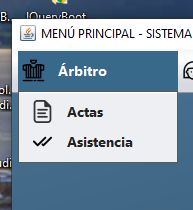 B.
JQueryBoot
MENÚ PRINCIPAL - SISTEMA
Árbitro
Actas
Asistencia